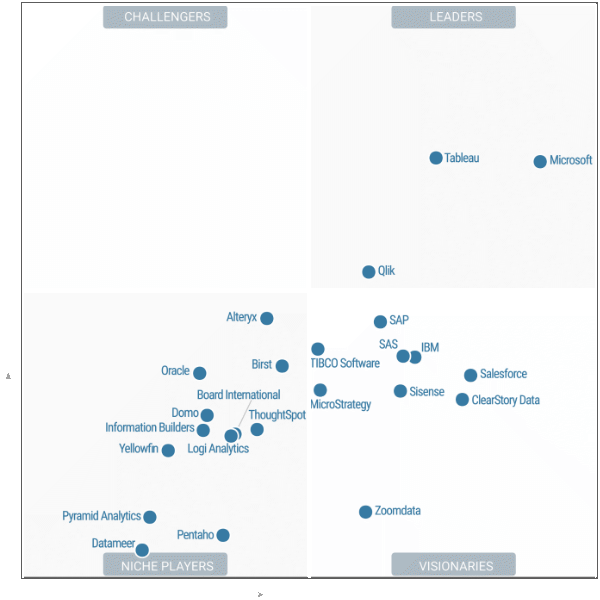 CHALLENGERS
LEADERS
Tableau
Microsoft
Qlik
Alteryx
SAP
SAS
IBM
TIBCO Software
Birst
Oracle
Salesforce
Board International
Sisense
ClearStory Data
MicroStrategy
Domo
ThoughtSpot
Information Builders
Yellowfin
Logi Analytics
Zoomdata
Pyramid Analytics
Pentaho
Datameer
NICHE PLAYERS
VISIONARIES